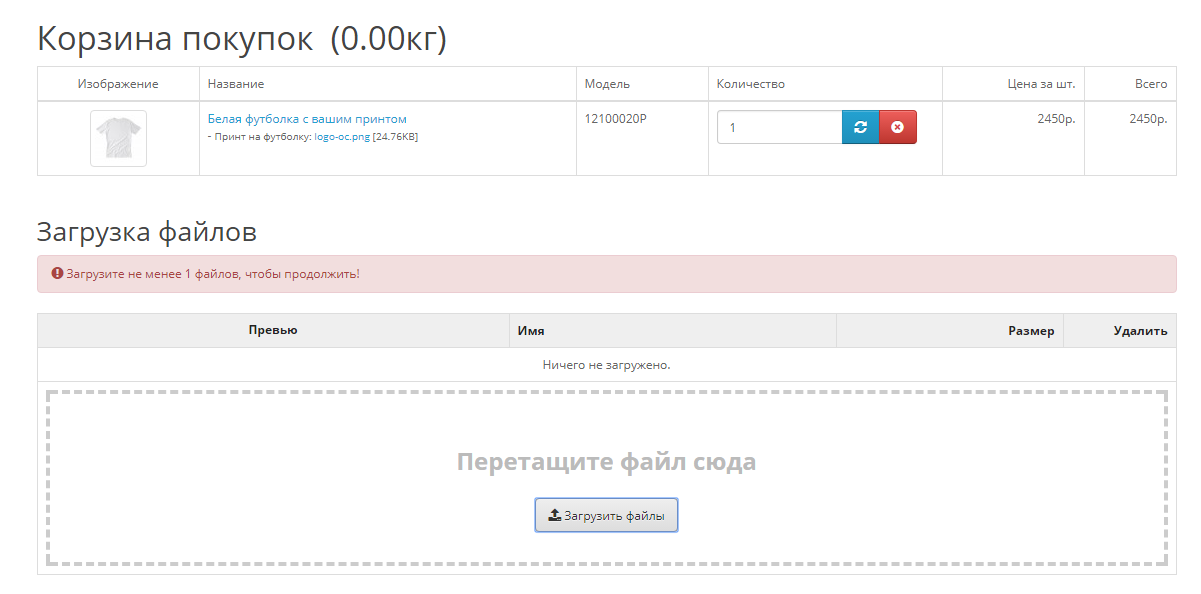 Корзина покупок (0.00кг)
Изображение Название Модель Количество Цена за шт. Всего
Белая футболка с вашим принтом 12100020P 1 2450р. 2450р.
- Принт на футболку: logo-oc.png [24.76KB]
Загрузка файлов
Загрузите не менее 1 файлов, чтобы продолжить!
Превью Имя Размер Удалить
Ничего не загружено.
Перетащите файл сюда
Загрузить файлы